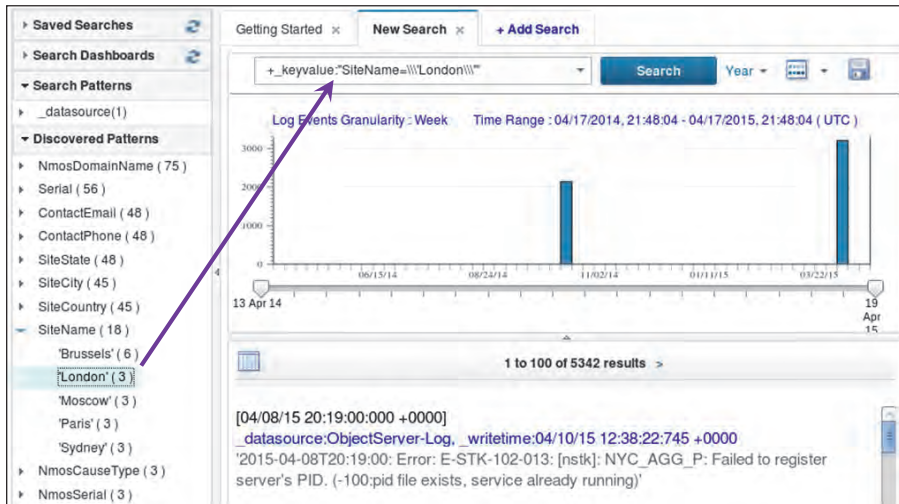 Saved Searches
Search Dashboards
Search Patterns
_datasource(1)
Discovered Patterns
NmosDomainName ( 75 )
Serial ( 56 )
ContactEmail ( 48 )
ContactPhone ( 48 )
SiteState ( 48 )
SiteCity ( 45 )
SiteCountry ( 45 )
SiteName ( 18 )
'Brussels' ( 6 )
'London' ( 3 )
'Moscow' ( 3 )
'Paris' ( 3 )
'Sydney' ( 3 )
NmosCauseType ( 3 )
NmosSerial ( 3 )
Getting Started × New Search × + Add Search
+_keyvalue:"SiteName=\\\'London\\\'" Search Year
Log Events Granularity : Week Time Range : 04/17/2014, 21:48:04 - 04/17/2015, 21:48:04 ( UTC )
3000
2000
1000
0
06/15/14 08/24/14 11/02/14 01/11/15 03/22/15
13 Apr 14 19 Apr 15
1 to 100 of 5342 results >
[04/08/15 20:19:00:000 +0000]
_datasource:ObjectServer-Log, _writetime:04/10/15 12:38:22:745 +0000
'2015-04-08T20:19:00: Error: E-STK-102-013: [nstk]: NYC_AGG_P: Failed to register
server's PID. (-100:pid file exists, service already running)'